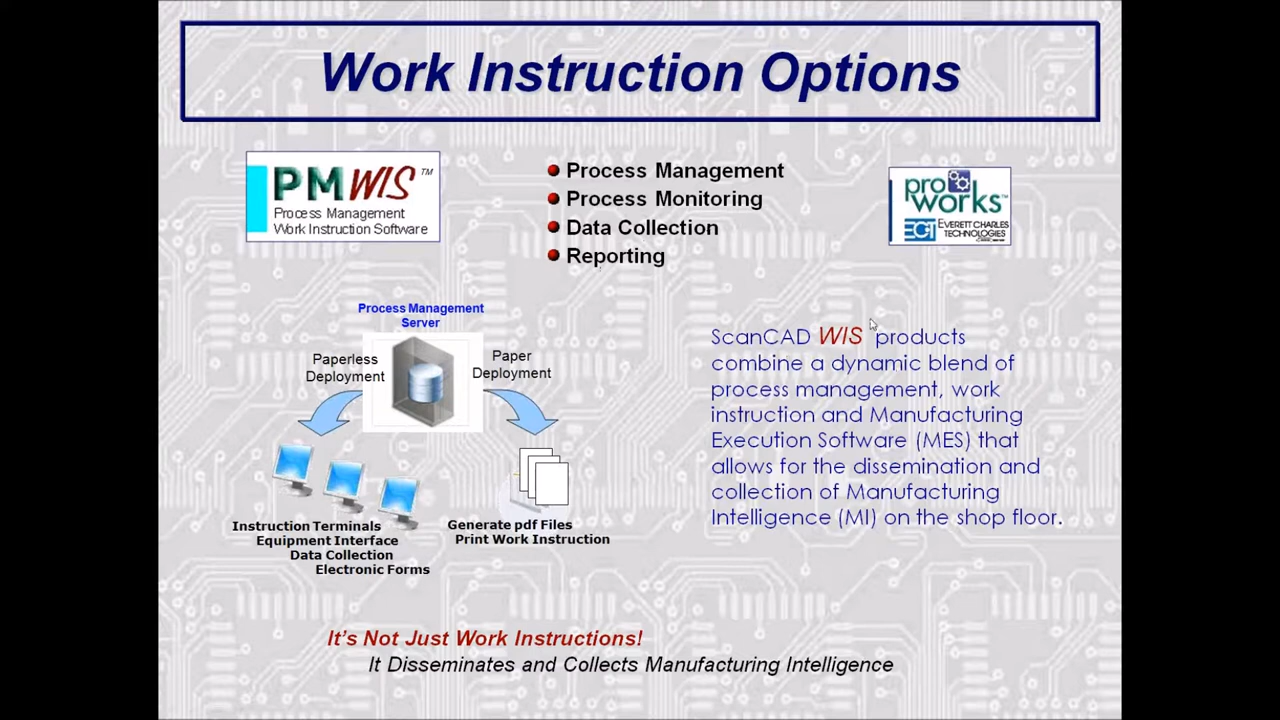 Work Instruction Options
PMWIS™
Process Management
Work Instruction Software
Process Management
Process Monitoring
Data Collection
Reporting
pro
works™
ECT EVERETT CHARLES
TECHNOLOGIES
Process Management
Server
Paperless
Deployment
Paper
Deployment
Instruction Terminals
Equipment Interface
Data Collection
Electronic Forms
Generate pdf Files
Print Work Instruction
ScanCAD WIS products
combine a dynamic blend of
process management, work
instruction and Manufacturing
Execution Software (MES) that
allows for the dissemination and
collection of Manufacturing
Intelligence (MI) on the shop floor.
It's Not Just Work Instructions!
It Disseminates and Collects Manufacturing Intelligence